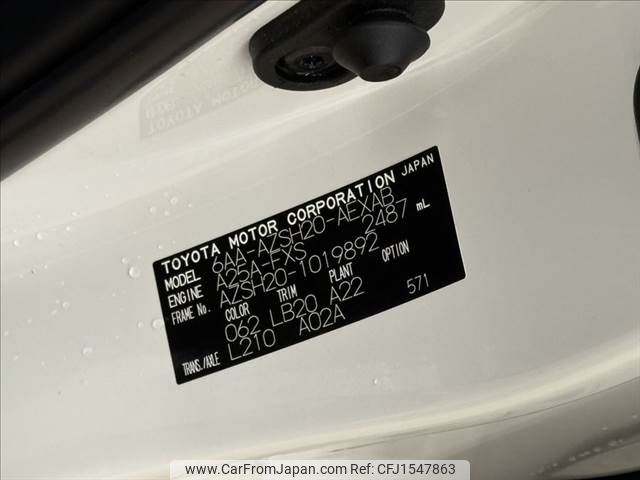 TOYOTA MOTOR CORPORATION JAPAN
MODEL 6AA-AZSH20-AEXAB
ENGINE A25A-FXS 2487 mL
FRAME No. AZSH20-1019892
COLOR TRIM PLANT OPTION
062 LB20 A22 571
TRANS./AXLE L210 A02A
www.CarFromJapan.com - CFJ1547863